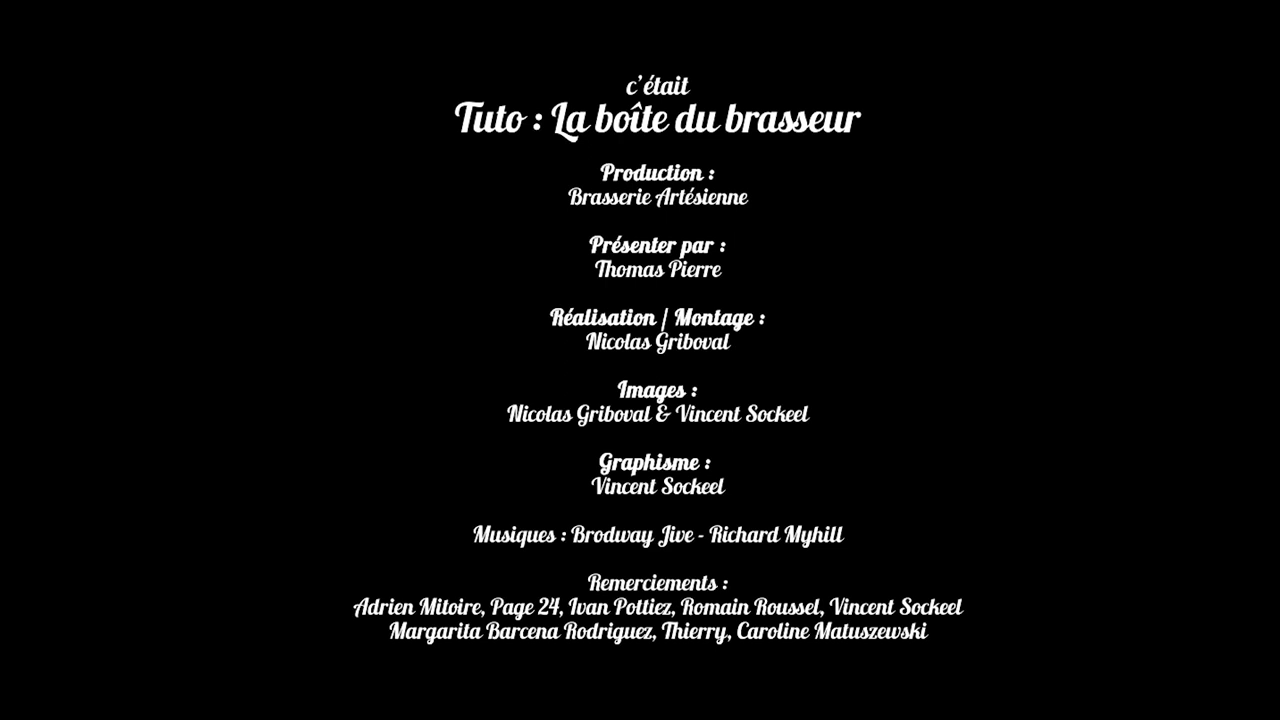 c'était
Tuto : La boîte du brasseur
Production :
Brasserie Artésienne
Présenter par :
Thomas Pierre
Réalisation / Montage :
Nicolas Griboval
Images :
Nicolas Griboval & Vincent Sockeel
Graphisme :
Vincent Sockeel
Musiques : Brodway Jive - Richard Myhill
Remerciements :
Adrien Mitoire, Page 24, Ivan Pottiez, Romain Roussel, Vincent Sockeel
Margarita Barcena Rodriguez, Thierry, Caroline Matuszewski